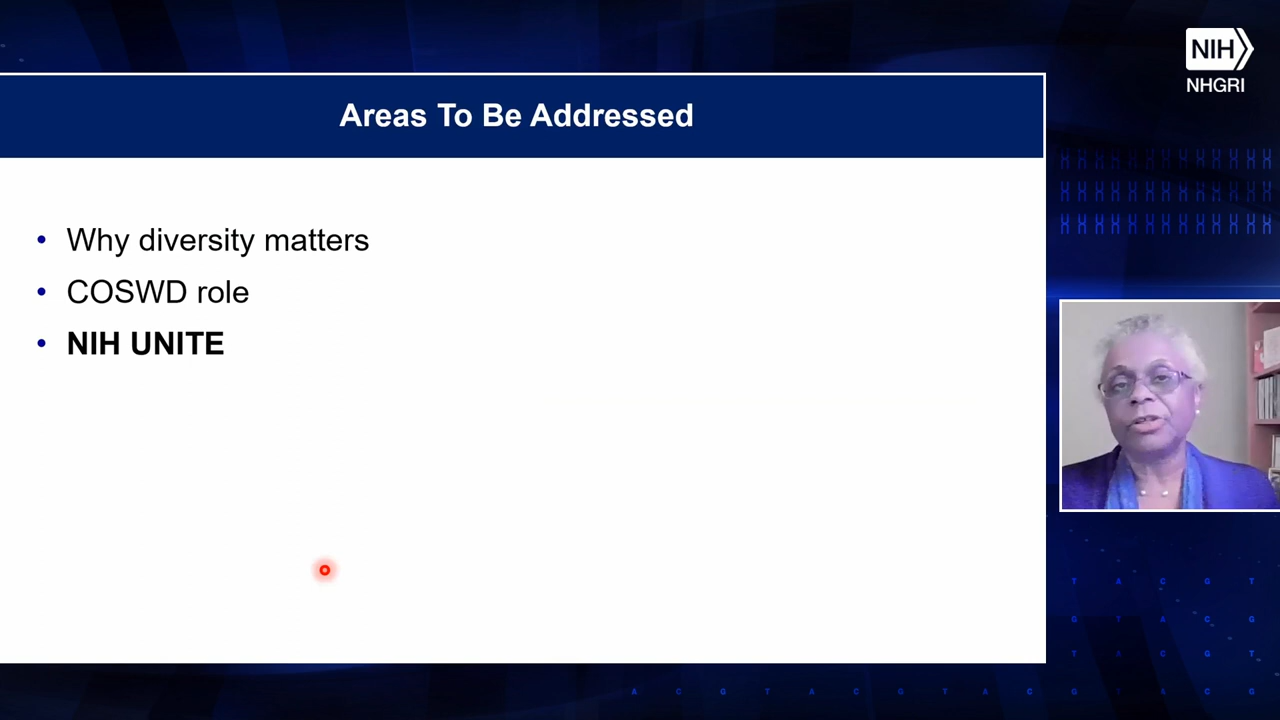 NIH
NHGRI
Areas To Be Addressed
• Why diversity matters
• COSWD role
• NIH UNITE
T A C G T
G T A C G
T A C G T
A C G T A C G T A C G T A C G